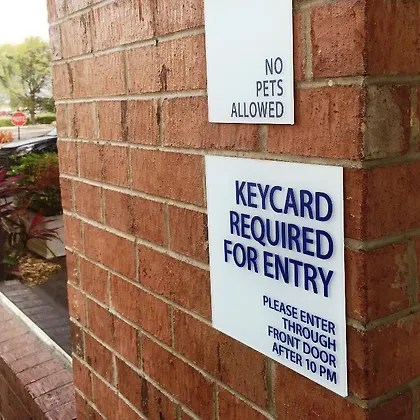 NO
PETS
ALLOWED
KEYCARD
REQUIRED
FOR ENTRY
PLEASE ENTER
THROUGH
FRONT DOOR
AFTER 10 PM